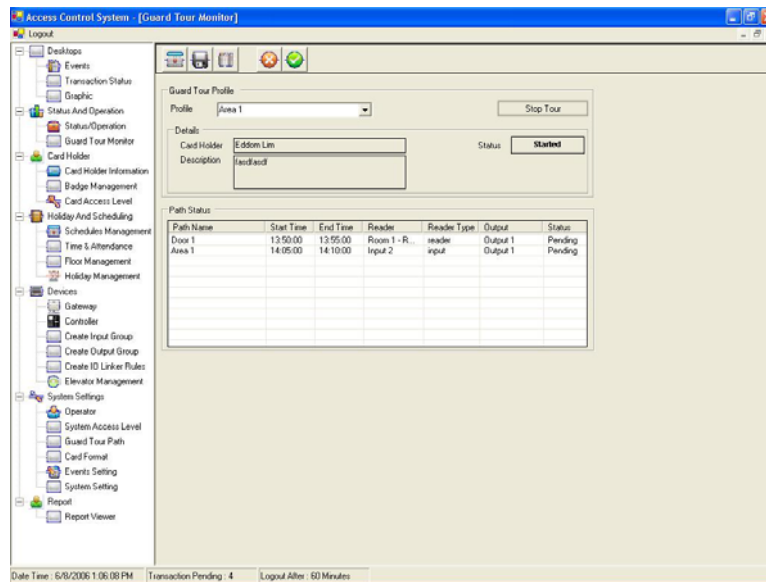 Access Control System - [Guard Tour Monitor]
Logout
Desktops
Events
Transaction Status
Graphic
Status And Operation
Status/Operation
Guard Tour Monitor
Card Holder
Card Holder Information
Badge Management
Card Access Level
Holiday And Scheduling
Schedules Management
Time & Attendance
Floor Management
Holiday Management
Devices
Gateway
Controller
Create Input Group
Create Output Group
Create IO Linker Rules
Elevator Management
System Settings
Operator
System Access Level
Guard Tour Path
Card Format
Events Setting
System Setting
Report
Report Viewer
Guard Tour Profile
Profile Area 1 Stop Tour
Details
Card Holder Eddom Lim Status Started
Description fasdfasdf
Path Status
Path Name Start Time End Time Reader Reader Type Output Status
Door 1 13:50:00 13:55:00 Room 1 - R... reader Output 1 Pending
Area 1 14:05:00 14:10:00 Input 2 input Output 1 Pending
Date Time : 6/8/2006 1:06:08 PM Transaction Pending : 4 Logout After : 60 Minutes